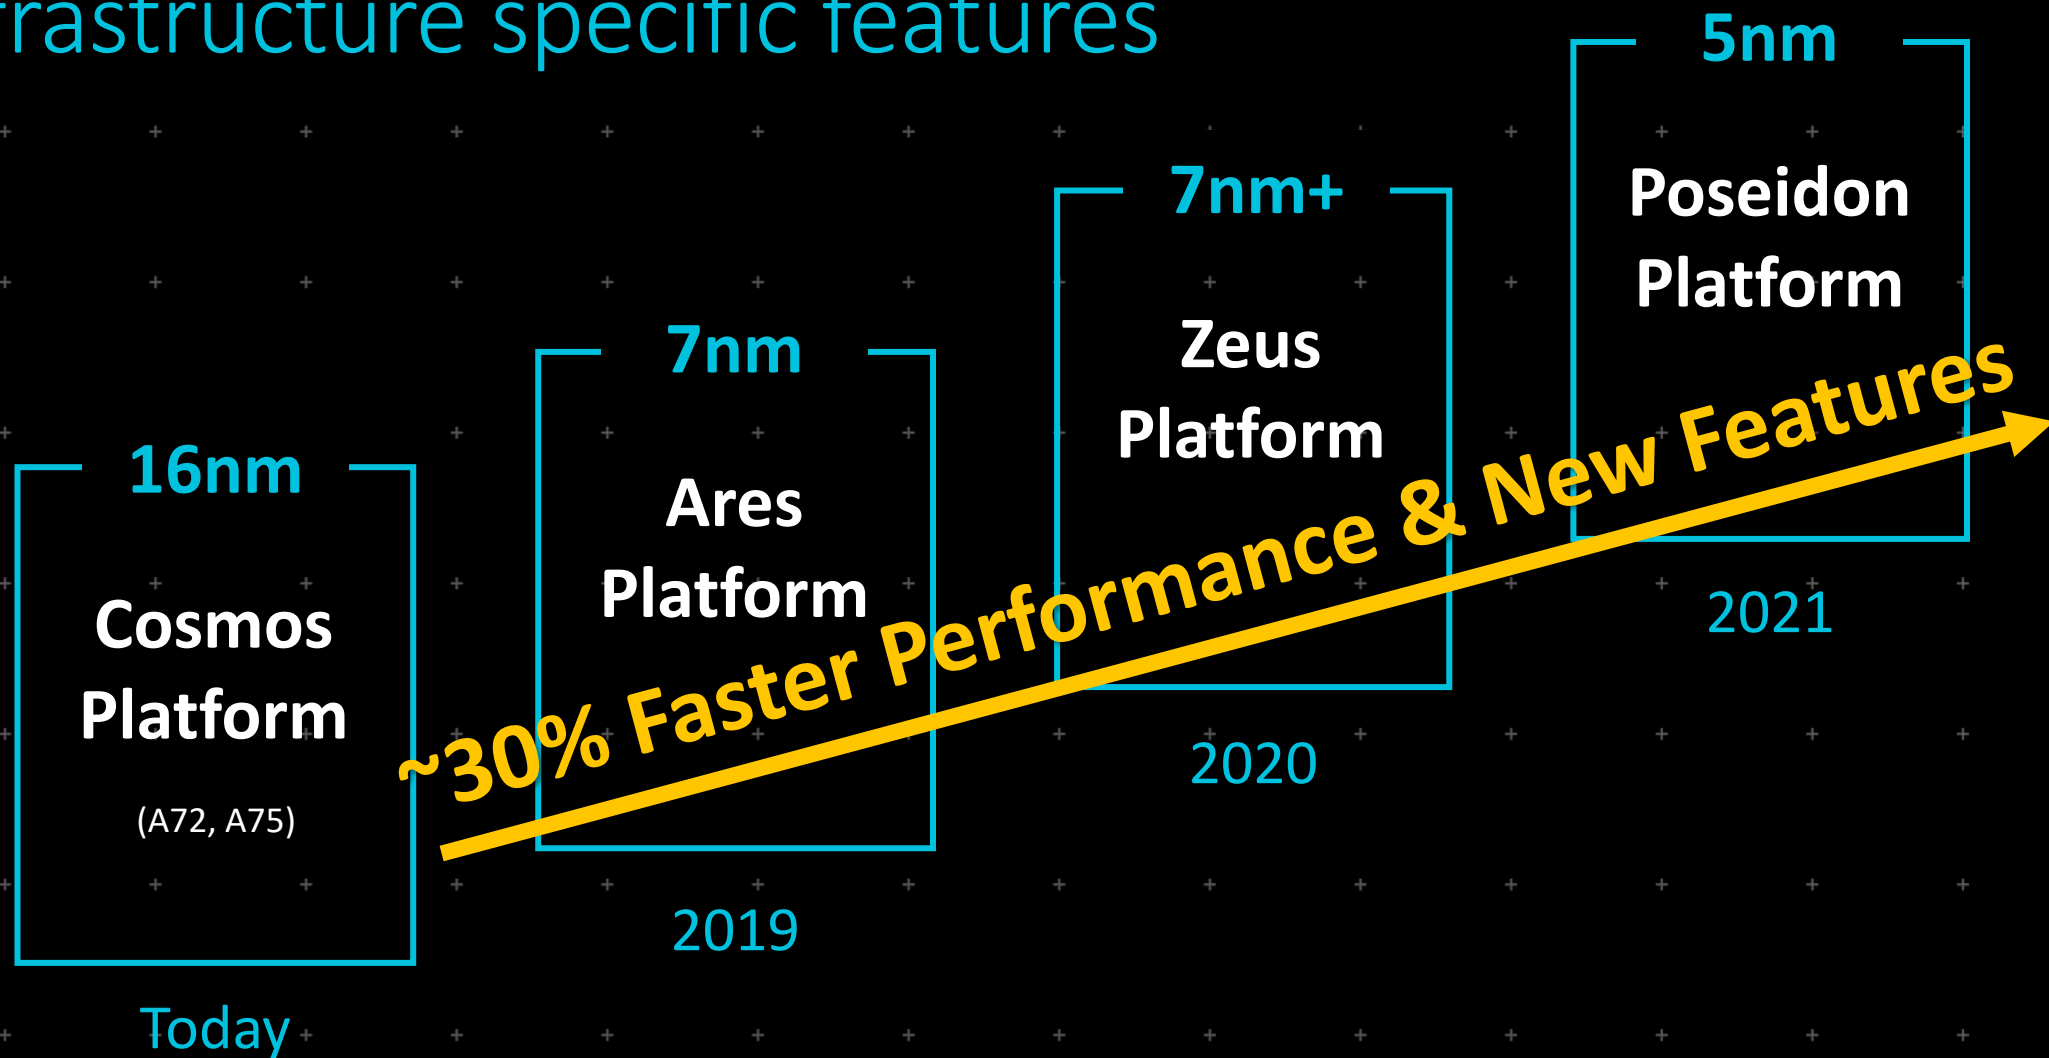 specific features
16nm
Cosmos
Platform
(A72, A75)
Today
7nm
Ares
Platform
2019
7nm+
Zeus
Platform
2020
5nm
Poseidon
Platform
2021
~30% Faster Performance & New Features